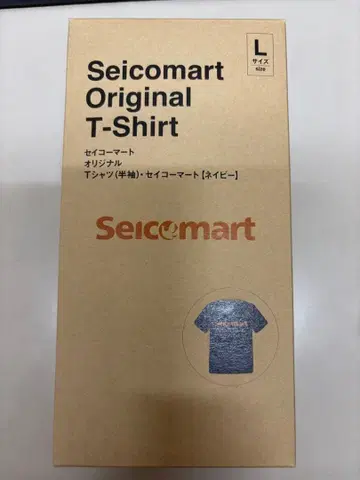 L
サイズ
size
Seicomart
Original
T-Shirt
セイコーマート
オリジナル
Tシャツ(半袖)・セイコーマート【ネイビー】
Seicomart
Seicomart